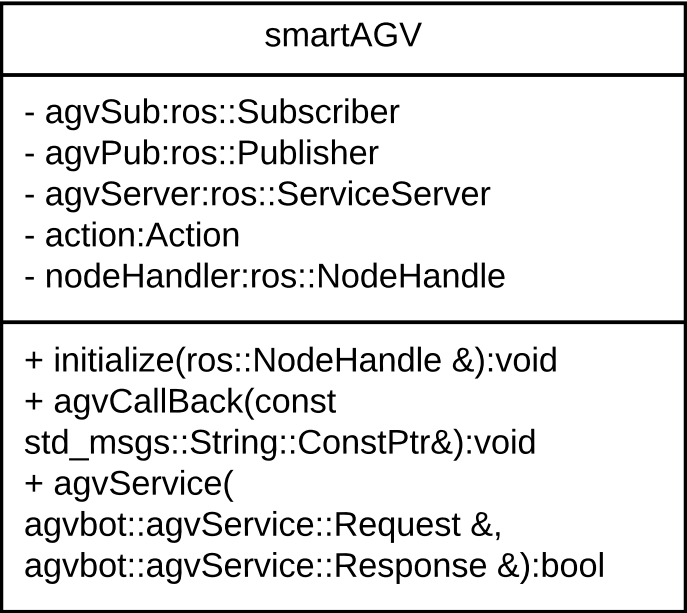 smartAGV
- agvSub:ros::Subscriber
- agvPub:ros::Publisher
- agvServer:ros::ServiceServer
- action:Action
- nodeHandler:ros::NodeHandle
+ initialize(ros::NodeHandle &):void
+ agvCallBack(const
std_msgs::String::ConstPtr&):void
+ agvService(
agvbot::agvService::Request &,
agvbot::agvService::Response &):bool